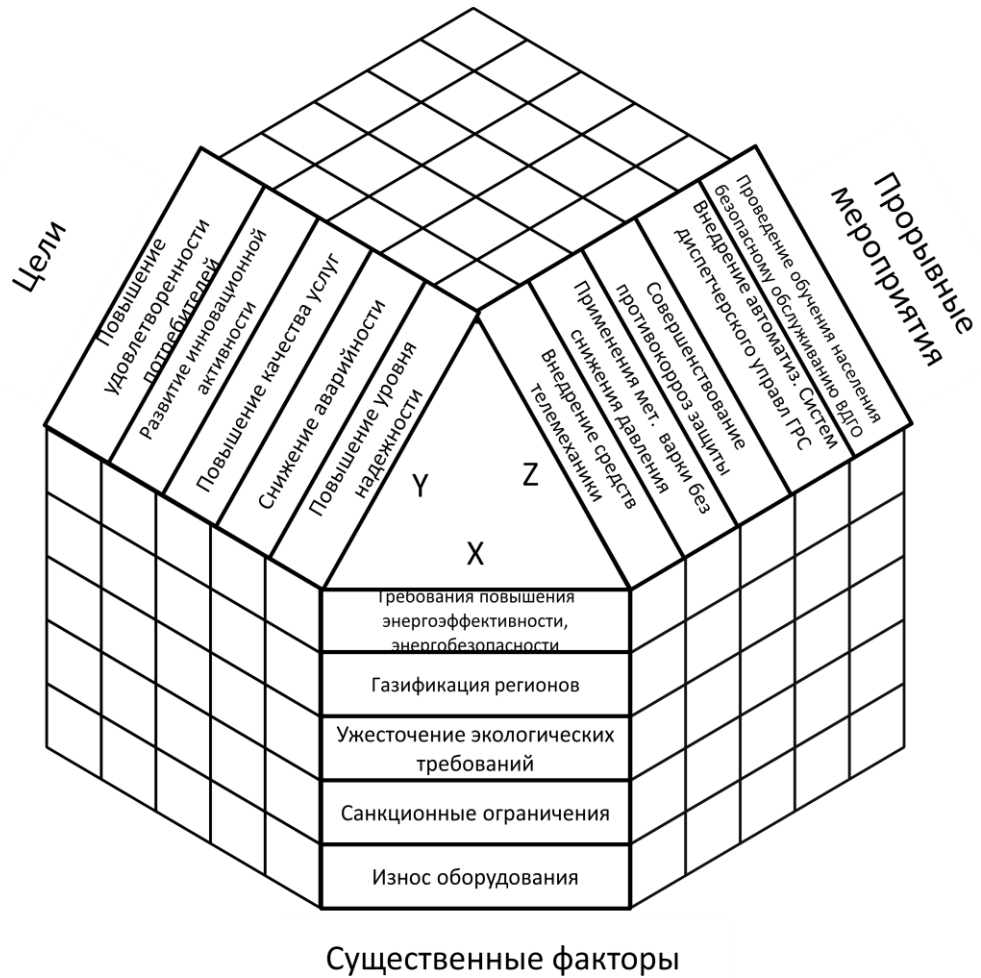 Цели
Повышение
удовлетворенности
потребителей
Развитие инновационной
активности
Повышение качества услуг
Снижение аварийности
Повышение уровня
надежности
Прорывные
мероприятия
Проведение обучения населения
безопасному обслуживанию ВДГО
Внедрение автоматиз. Систем
диспетчерского управл ГРС
Совершенствование
противокорроз защиты
Применения мет. варки без
снижения давления
Внедрение средств
телемеханики
Y
Z
X
Требования повышения
энергоэффективности,
энергобезопасности
Газификация регионов
Ужесточение экологических
требований
Санкционные ограничения
Износ оборудования
Существенные факторы